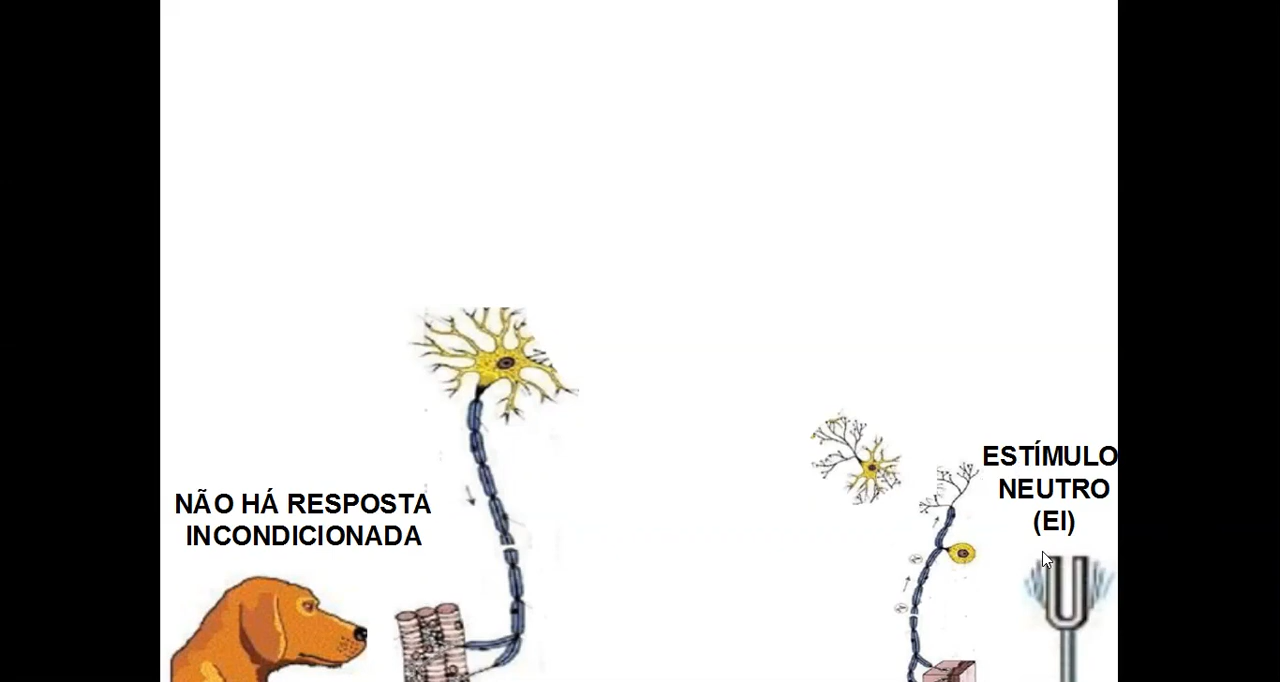 NÃO HÁ RESPOSTA
INCONDICIONADA
ESTÍMULO
NEUTRO
(EI)